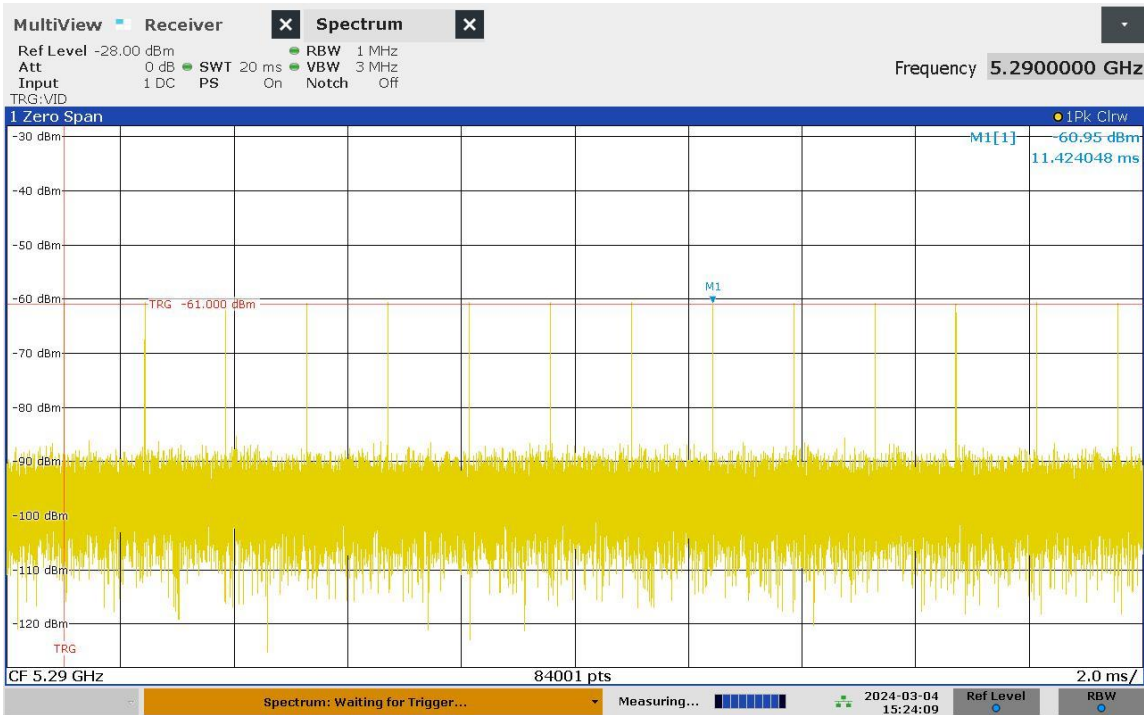 MultiView Receiver X Spectrum X
Ref Level -28.00 dBm RBW 1 MHz
Att 0 dB SWT 20 ms VBW 3 MHz
Input 1 DC PS On Notch Off
Frequency 5.2900000 GHz
TRG:VID
1 Zero Span 1Pk Clrw
-30 dBm
M1[1] -60.95 dBm
11.424048 ms
-40 dBm
-50 dBm
M1
-60 dBm
TRG -61.000 dBm
-70 dBm
-80 dBm
-90 dBm
-100 dBm
-110 dBm
-120 dBm
TRG
CF 5.29 GHz 84001 pts 2.0 ms/
Spectrum: Waiting for Trigger... Measuring... 2024-03-04 Ref Level RBW
15:24:09